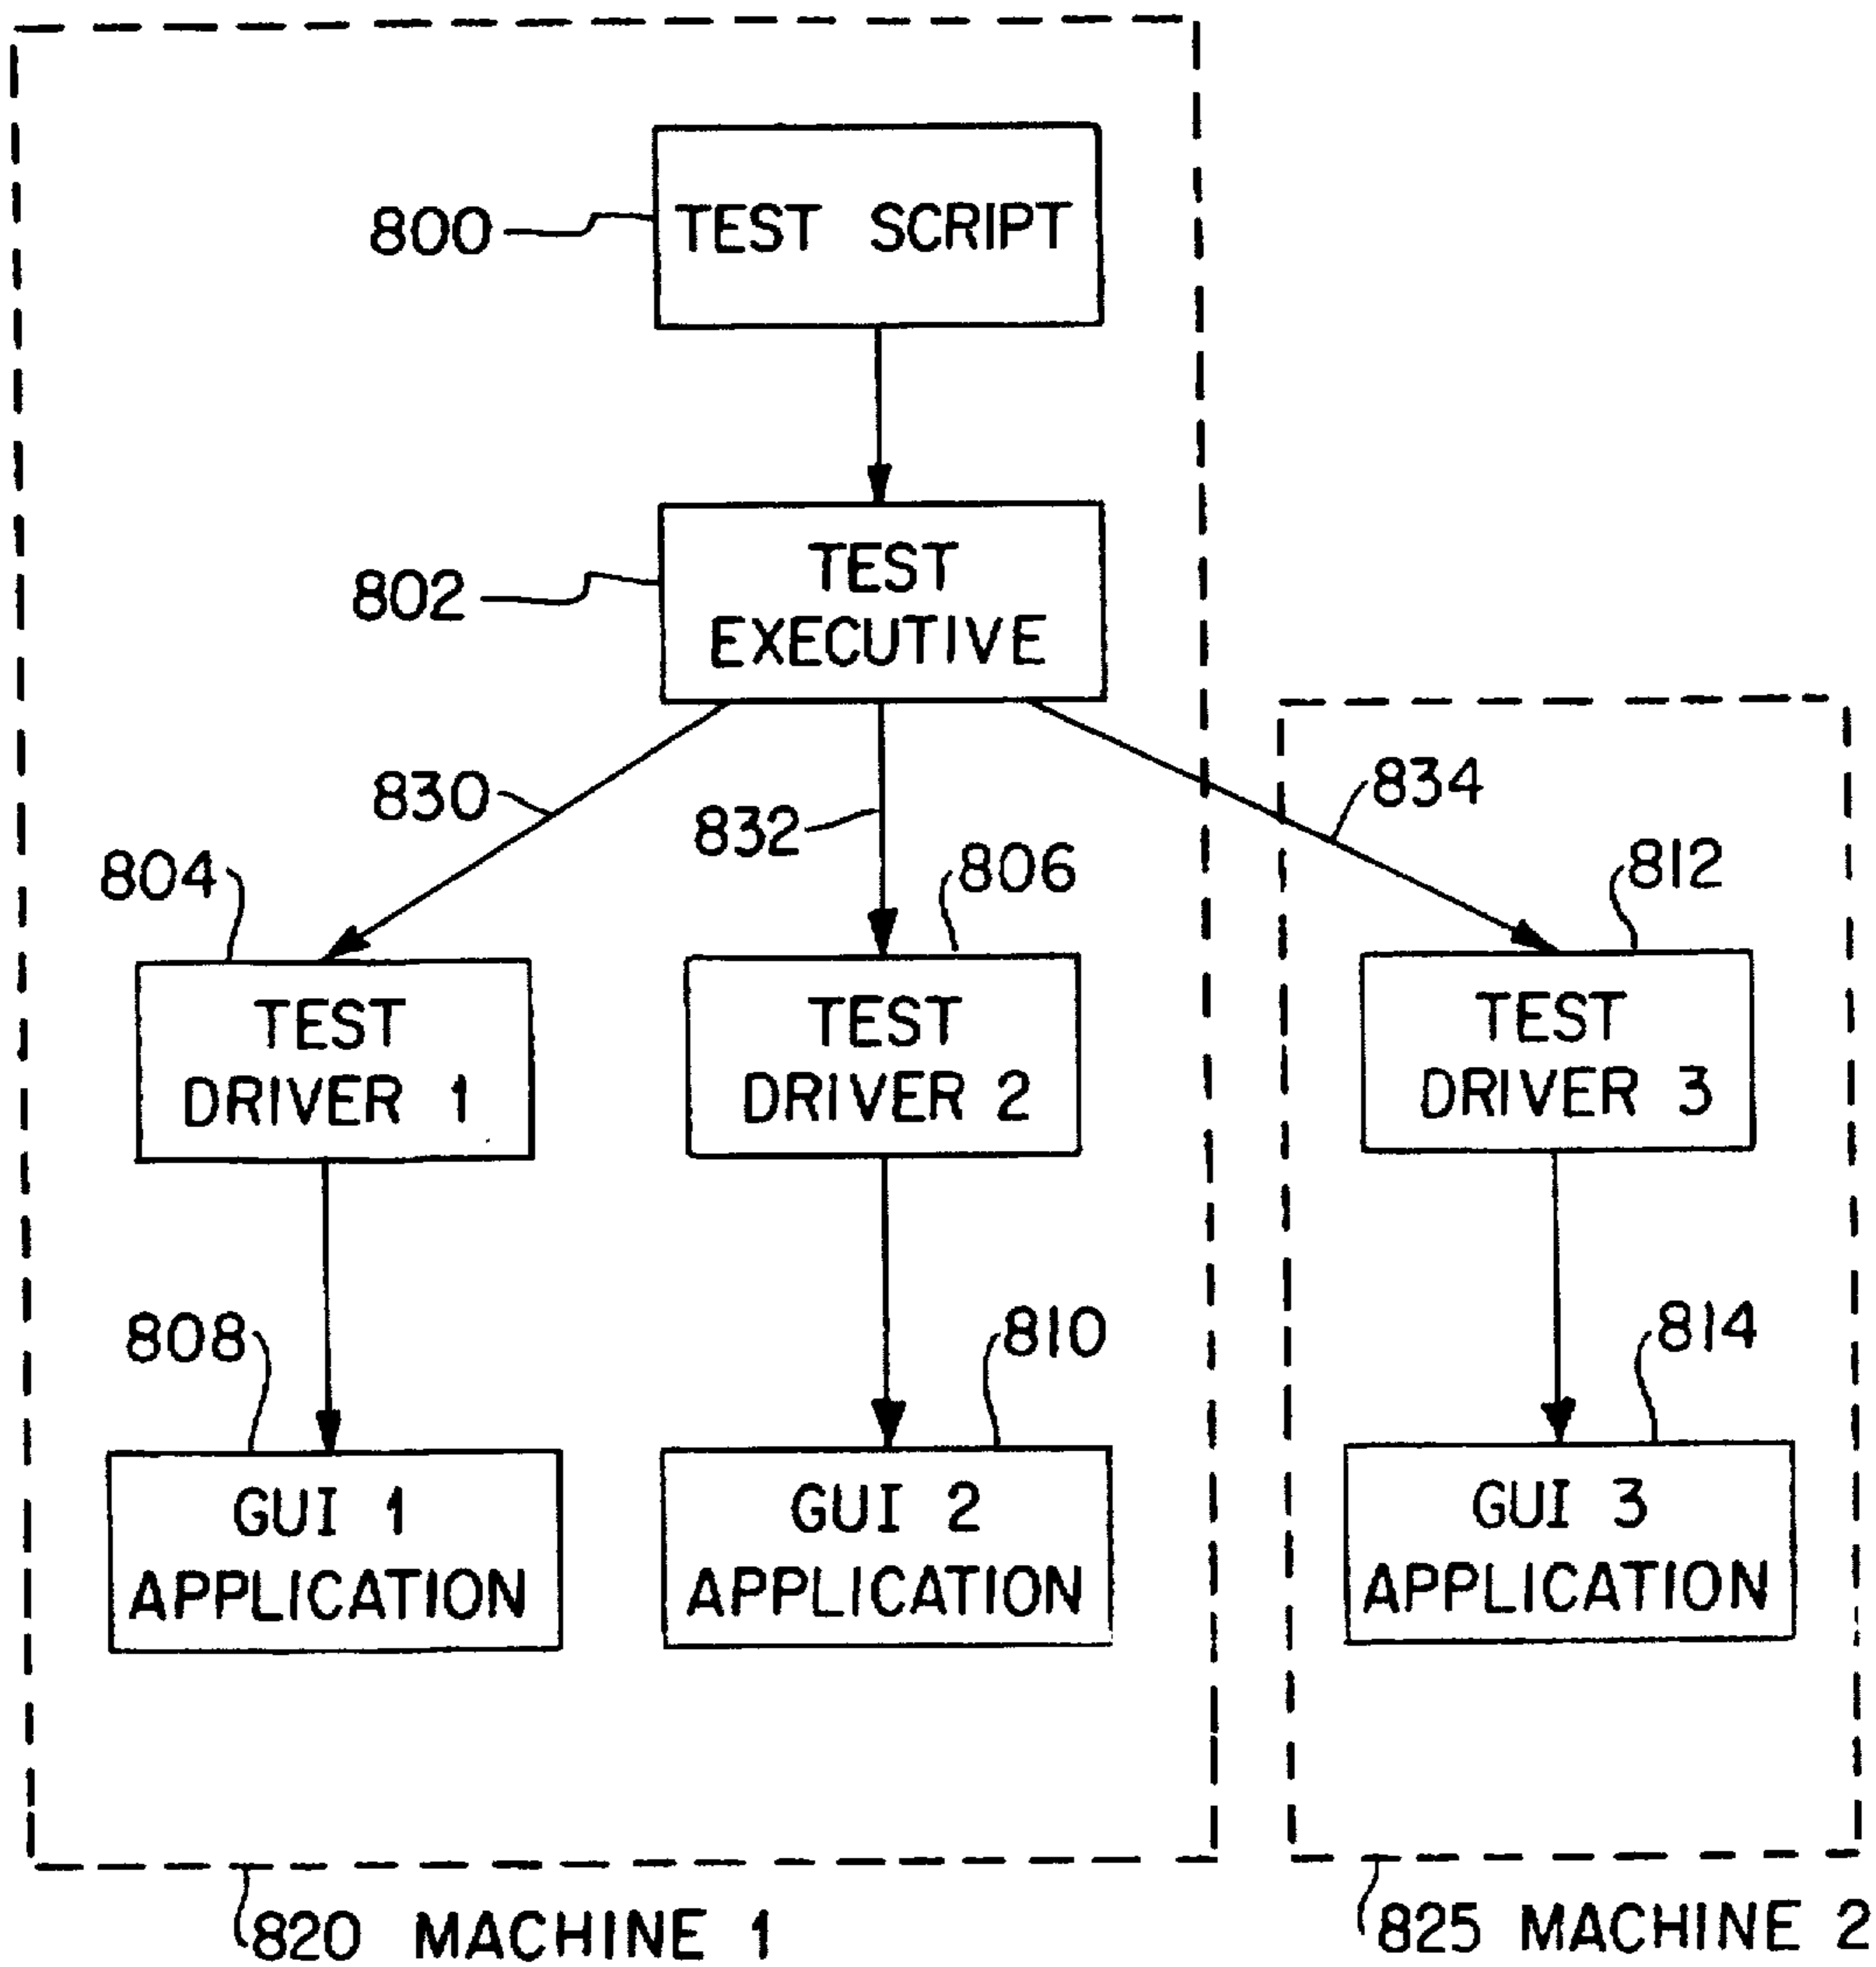 800
TEST SCRIPT
802
TEST
EXECUTIVE
830
832
834
804
806
812
TEST
DRIVER 1
TEST
DRIVER 2
TEST
DRIVER 3
808
810
814
GUI 1
APPLICATION
GUI 2
APPLICATION
GUI 3
APPLICATION
820 MACHINE 1
825 MACHINE 2